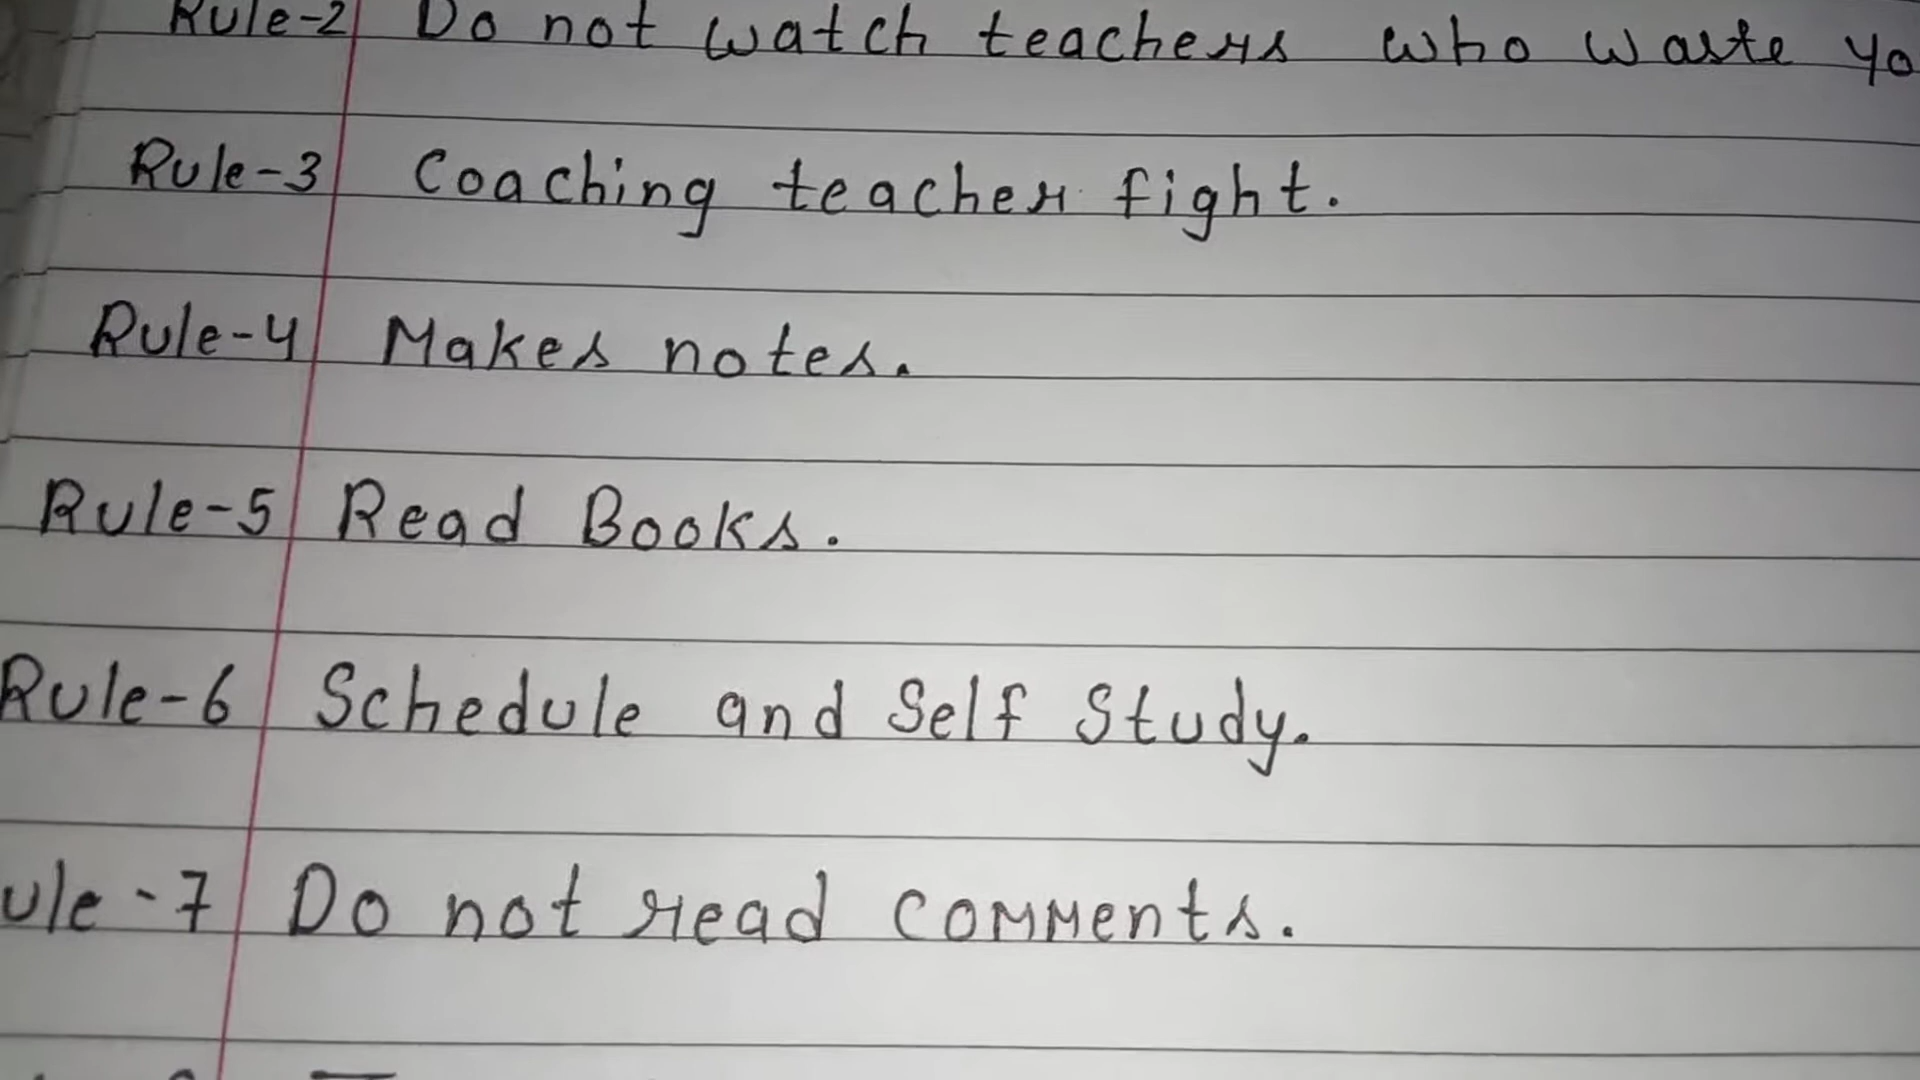 Rule-2 Do not watch teachers who waste yo
Rule-3 Coaching teacher fight.
Rule-4 Makes notes.
Rule-5 Read Books.
Rule-6 Schedule and Self Study.
ule-7 Do not read comments.